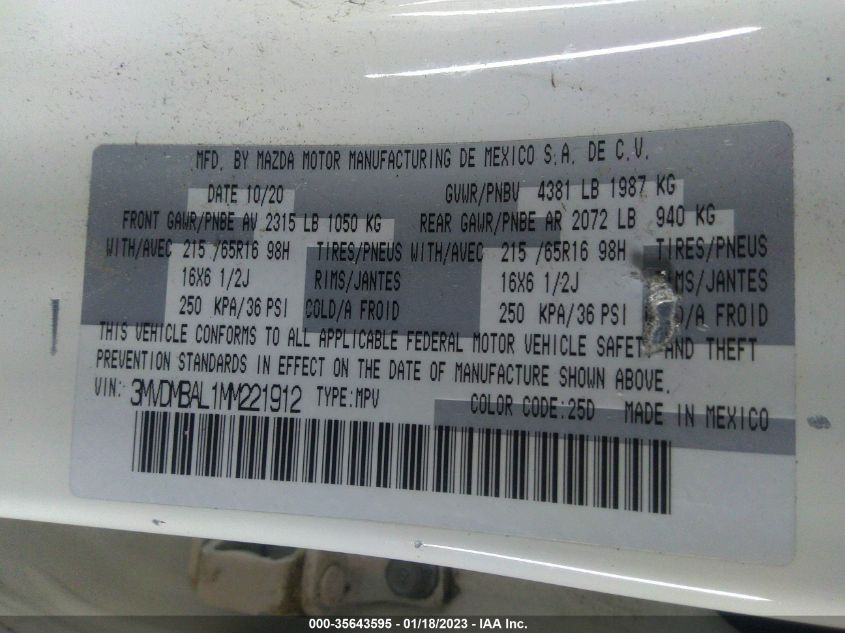 MFD. BY MAZDA MOTOR MANUFACTURING DE MEXICO S.A. DE C.V.
DATE 10/20 GVWR/PNBV 4381 LB 1987 KG
FRONT GAWR/PNBE AV 2315 LB 1050 KG REAR GAWR/PNBE AR 2072 LB 940 KG
WITH/AVEC 215 /65R16 98H TIRES/PNEUS WITH/AVEC 215 /65R16 98H TIRES/PNEUS
16X6 1/2J RIMS/JANTES 16X6 1/2J RIMS/JANTES
250 KPA/36 PSI COLD/A FROID 250 KPA/36 PSI FROID
THIS VEHICLE CONFORMS TO ALL APPLICABLE FEDERAL MOTOR VEHICLE SAFETY AND THEFT
PREVENTION STANDARDS IN EFFECT ON THE DATE OF MANUFACTURE SHOWN ABOVE.
VIN: 3MVDMBAL1MM221912 TYPE:MPV COLOR CODE:25D MADE IN MEXICO
000-35643595 - 01/18/2023 - © IAA Inc.